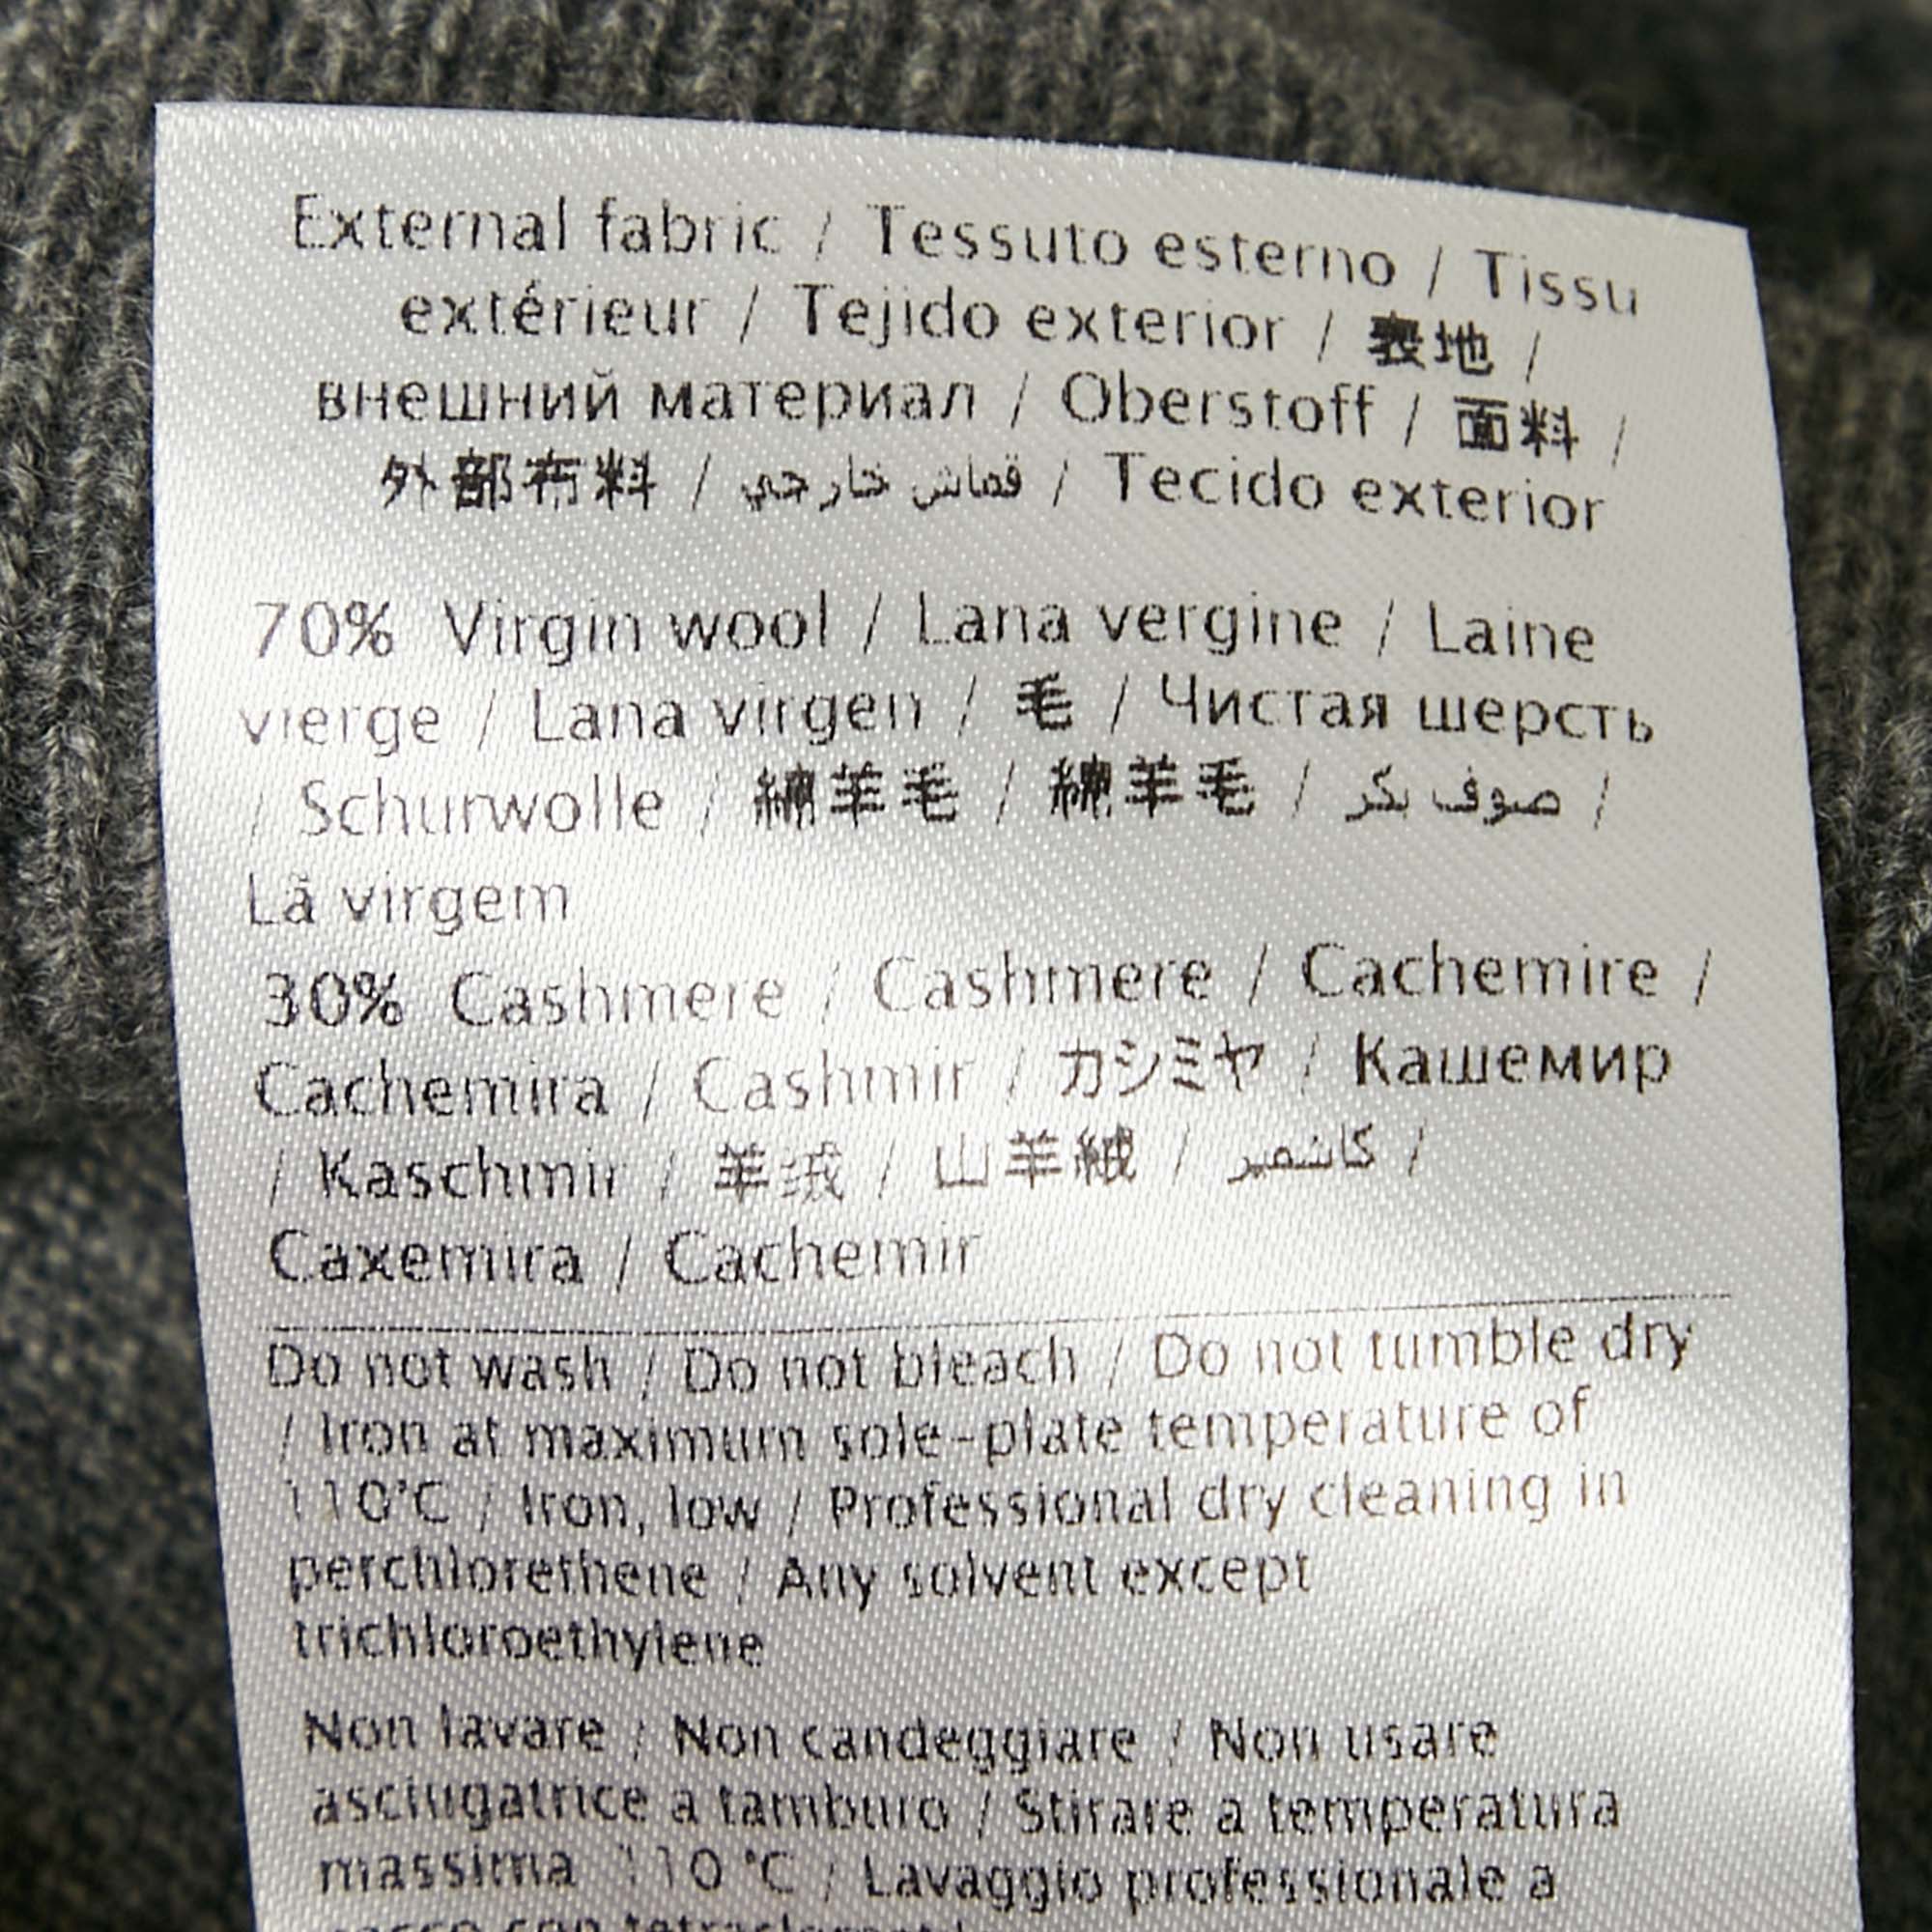 External fabric / Tessuto esterno / Tissu
extérieur / Tejido exterior / 表地 /
внешний материал / Oberstoff / 面料 /
外部布料 / قماش خارجي / Tecido exterior
70% Virgin wool / Lana vergine / Laine
vierge / Lana virgen / 毛 / Чистая шерсть
/ Schurwolle / 綿羊毛 / 綿羊毛 / صوف بكر /
Lã virgem
30% Cashmere / Cashmere / Cachemire /
Cachemira / Cashmir / カシミヤ / Кашемир
/ Kaschmir / 羊绒 / 山羊絨 / كاشمير /
Caxemira / Cachemir
Do not wash / Do not bleach / Do not tumble dry
/ Iron at maximum sole-plate temperature of
110°C / Iron, low / Professional dry cleaning in
perchlorethene / Any solvent except
trichloroethylene
Non lavare / Non candeggiare / Non usare
asciugatrice a tamburo / Stirare a temperatura
massima 110 °C / Lavaggio professionale a